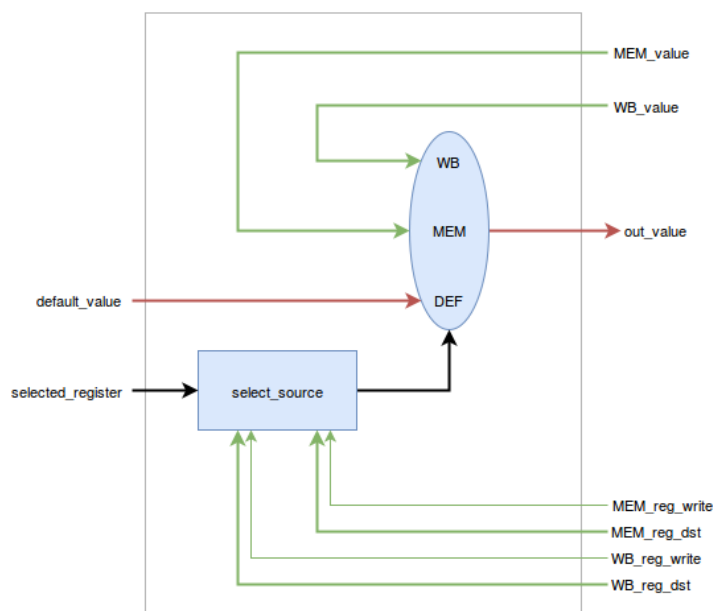 MEM_value
WB_value
WB
MEM
out_value
default_value
DEF
selected_register
select_source
MEM_reg_write
MEM_reg_dst
WB_reg_write
WB_reg_dst